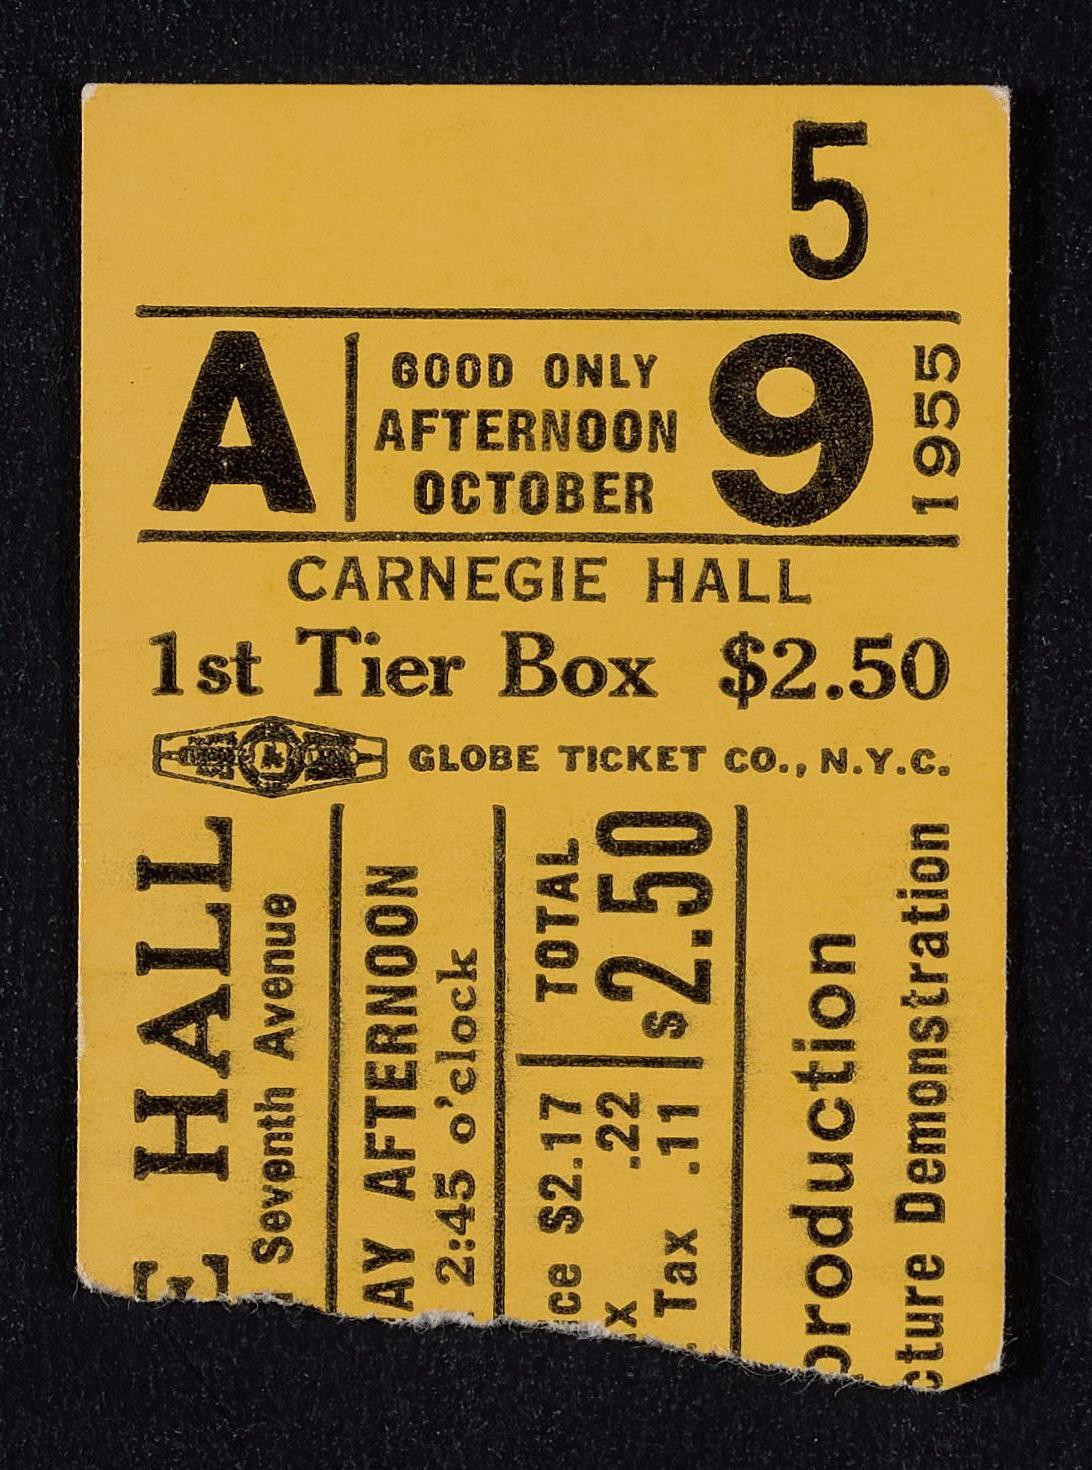 5
A
GOOD ONLY
AFTERNOON
OCTOBER
9
1955
CARNEGIE HALL
1st Tier Box $2.50
GLOBE TICKET CO., N.Y.C.
E HALL
Seventh Avenue
AY AFTERNOON
2:45 o'clock
TOTAL
$2.50
ce $2.17
x .22
. Tax .11
production
cture Demonstration